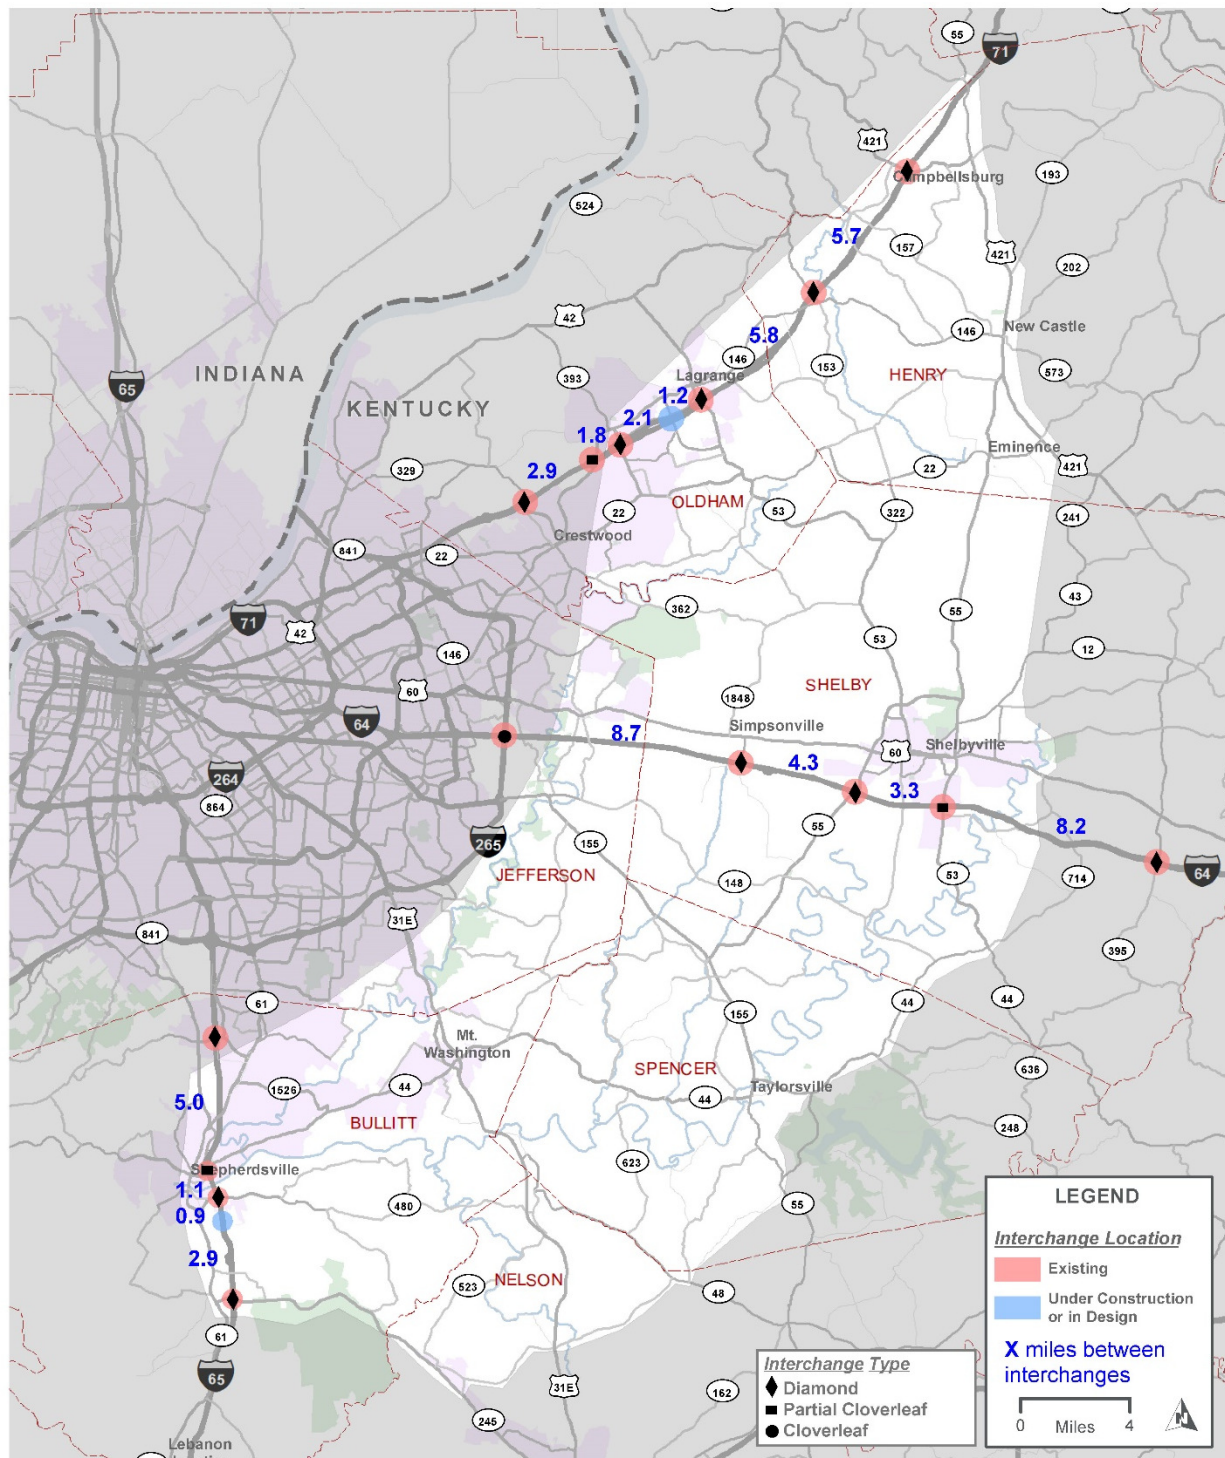 55
71
421
Campbellsburg
193
524
5.7
157
421
202
42
5.8
146
New Castle
146
INDIANA
65
393
Lagrange
153
HENRY
573
KENTUCKY
1.2
2.1
1.8
Eminence
329
2.9
22
421
22
OLDHAM
53
322
241
Crestwood
841
22
43
71
42
362
55
53
146
12
60
SHELBY
1848
64
Simpsonville
8.7
60
Shelbyville
264
4.3
3.3
864
55
8.2
265
155
JEFFERSON
148
53
714
64
31E
841
395
61
44
44
155
Mt.
Washington
SPENCER
636
1526
44
Taylorsville
5.0
44
BULLITT
248
Shepherdsville
623
1.1
480
55
0.9
2.9
NELSON
523
48
61
65
31E
162
245
Lebanon
LEGEND
Interchange Location
Existing
Under Construction
or in Design
X miles between
interchanges
0 Miles 4
N
Interchange Type
Diamond
Partial Cloverleaf
Cloverleaf